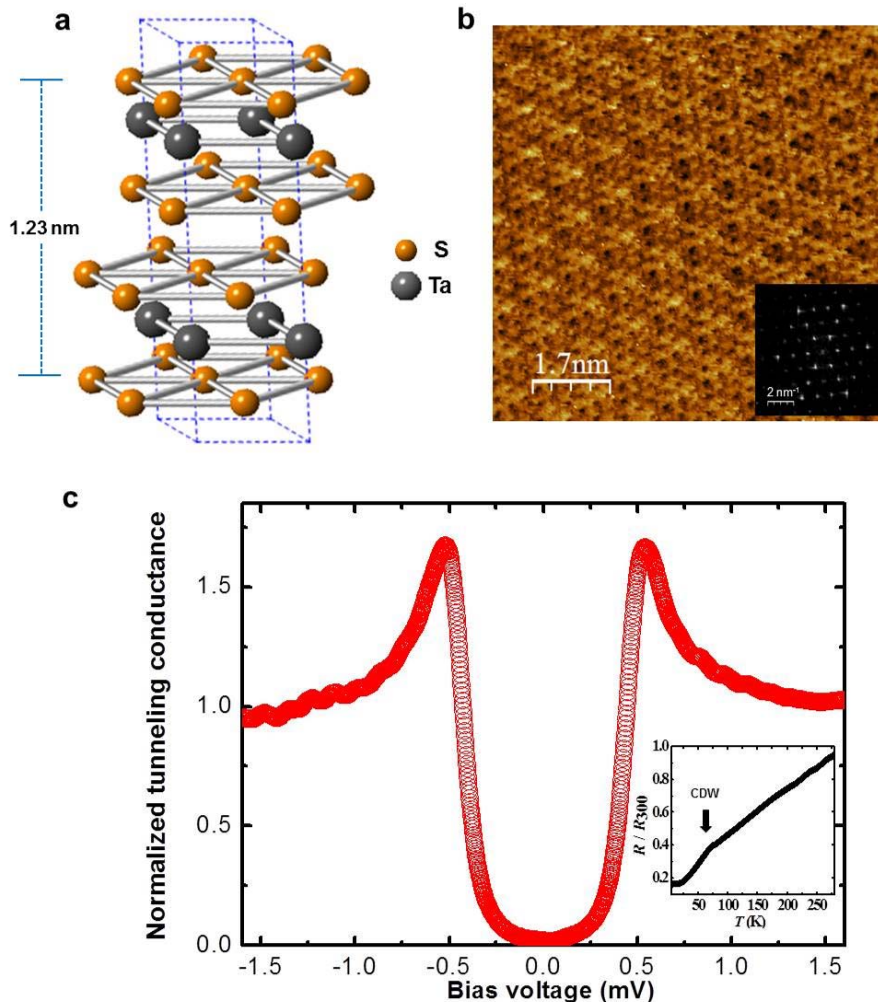 a
1.23 nm
S
Ta
b
1.7nm
2 nm⁻¹
c
Normalized tunneling conductance
1.5
1.0
0.5
0.0
-1.5 -1.0 -0.5 0.0 0.5 1.0 1.5
Bias voltage (mV)
R / R300
1.0
0.8
0.6
0.4
0.2
CDW
50 100 150 200 250
T (K)